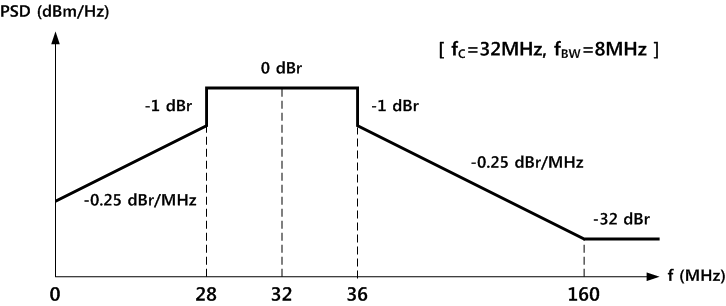 PSD (dBm/Hz)
[ fC=32MHz, fBW=8MHz ]
0 dBr
-1 dBr
-1 dBr
-0.25 dBr/MHz
-0.25 dBr/MHz
-32 dBr
f (MHz)
0
28
32
36
160